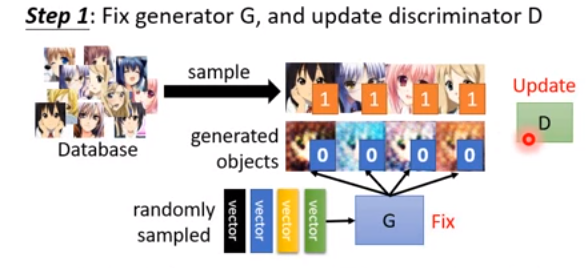 Step 1: Fix generator G, and update discriminator D
sample
1 1 1 1
Update
D
Database
generated
objects
0 0 0 0
randomly
sampled
vector vector vector vector
G
Fix